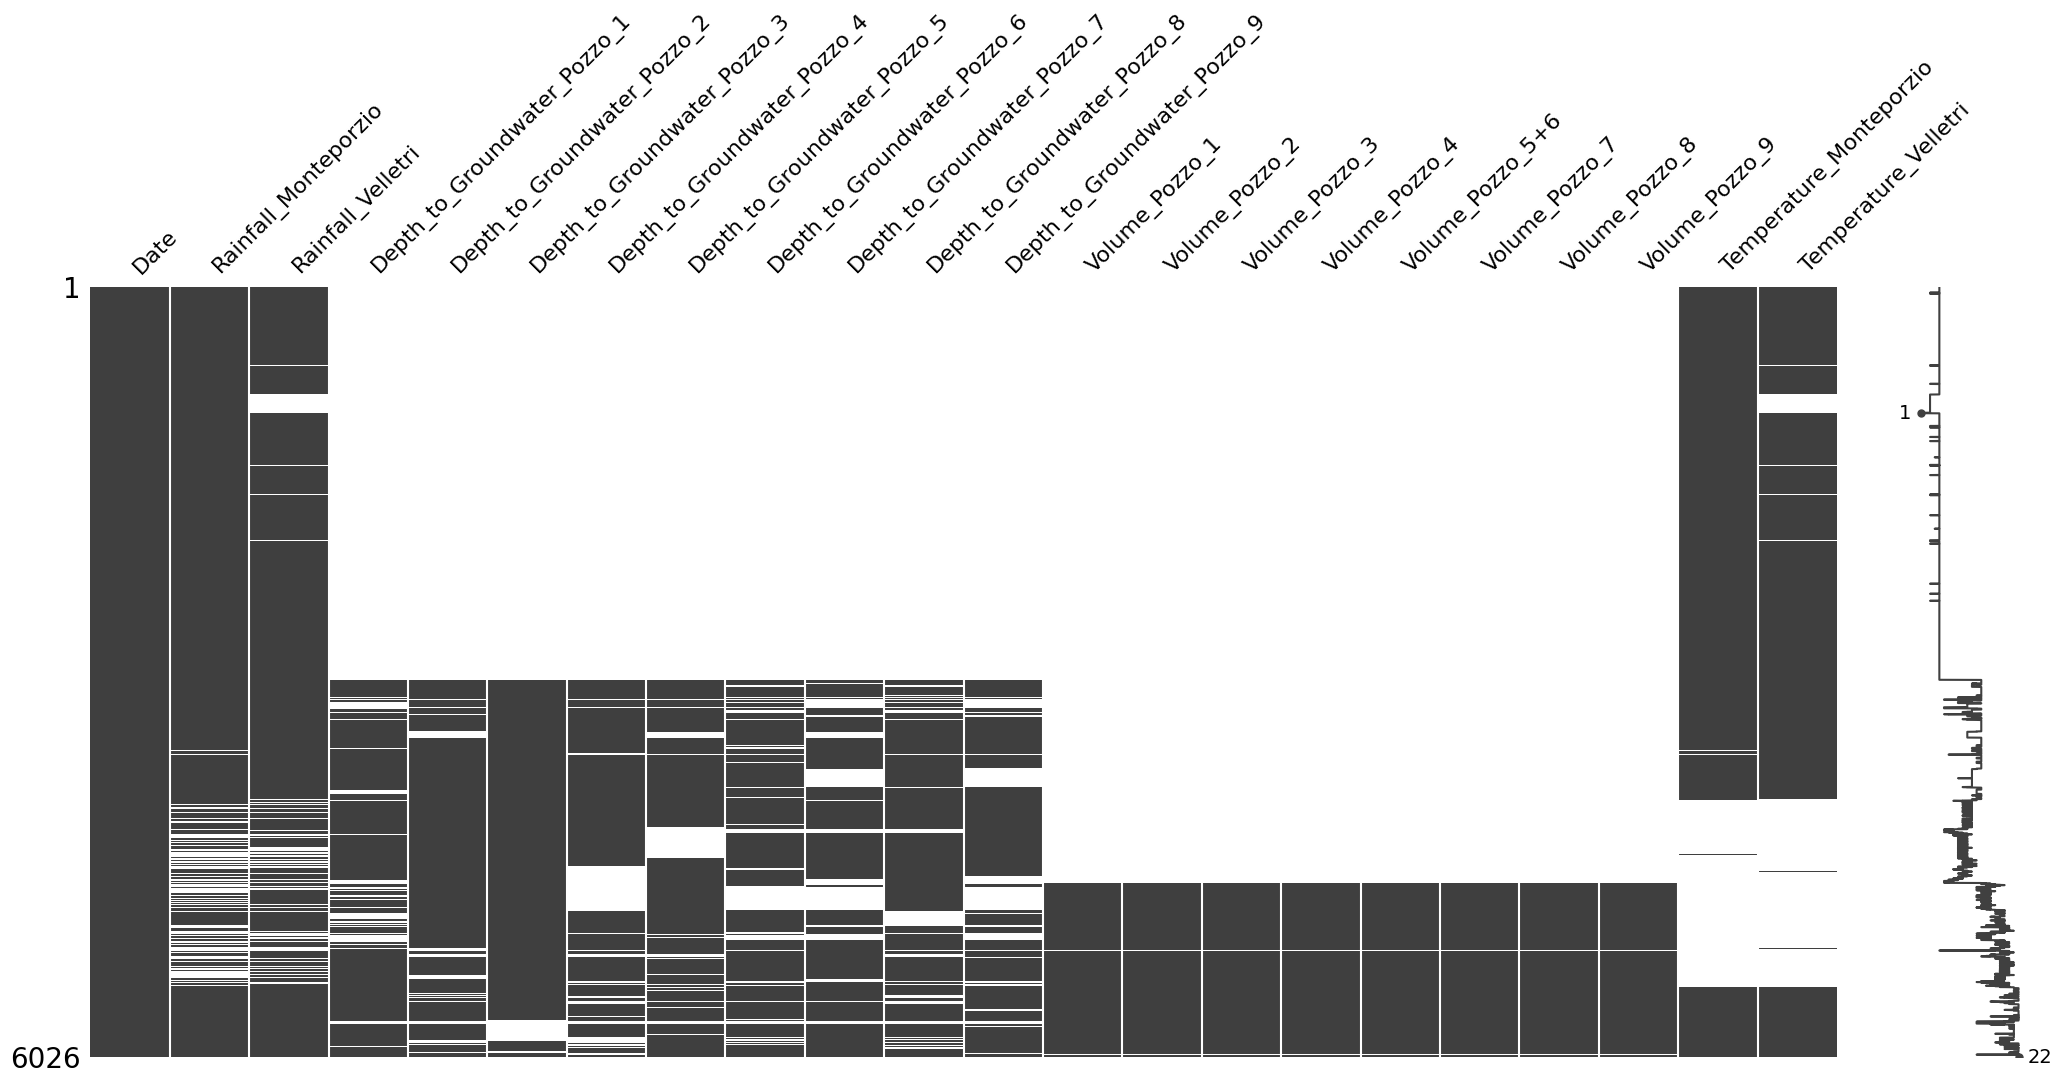 Date
Rainfall_Monteporzio
Rainfall_Velletri
Depth_to_Groundwater_Pozzo_1
Depth_to_Groundwater_Pozzo_2
Depth_to_Groundwater_Pozzo_3
Depth_to_Groundwater_Pozzo_4
Depth_to_Groundwater_Pozzo_5
Depth_to_Groundwater_Pozzo_6
Depth_to_Groundwater_Pozzo_7
Depth_to_Groundwater_Pozzo_8
Depth_to_Groundwater_Pozzo_9
Volume_Pozzo_1
Volume_Pozzo_2
Volume_Pozzo_3
Volume_Pozzo_4
Volume_Pozzo_5+6
Volume_Pozzo_7
Volume_Pozzo_8
Volume_Pozzo_9
Temperature_Monteporzio
Temperature_Velletri
1
1
6026
22